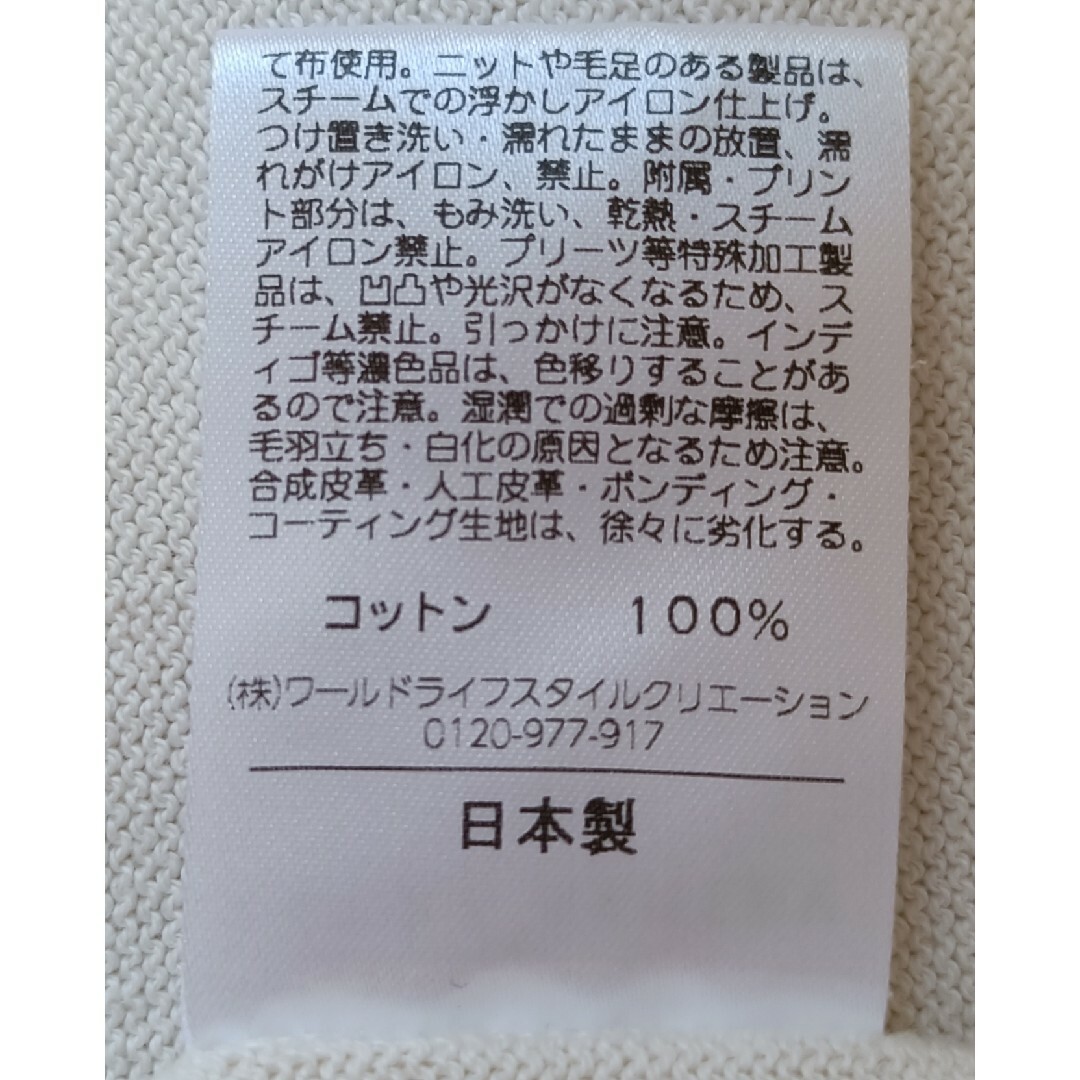 て布使用。ニットや毛足のある製品は、
スチームでの浮かしアイロン仕上げ。
つけ置き洗い・濡れたままの放置、濡
れがけアイロン、禁止。附属・プリン
ト部分は、もみ洗い、乾熱・スチーム
アイロン禁止。プリーツ等特殊加工製
品は、凹凸や光沢がなくなるため、ス
チーム禁止。引っかけに注意。インデ
ィゴ等濃色品は、色移りすることがあ
るので注意。湿潤での過剰な摩擦は、
毛羽立ち・白化の原因となるため注意。
合成皮革・人工皮革・ボンディング・
コーティング生地は、徐々に劣化する。
コットン 100%
(株)ワールドライフスタイルクリエーション
0120-977-917
日本製